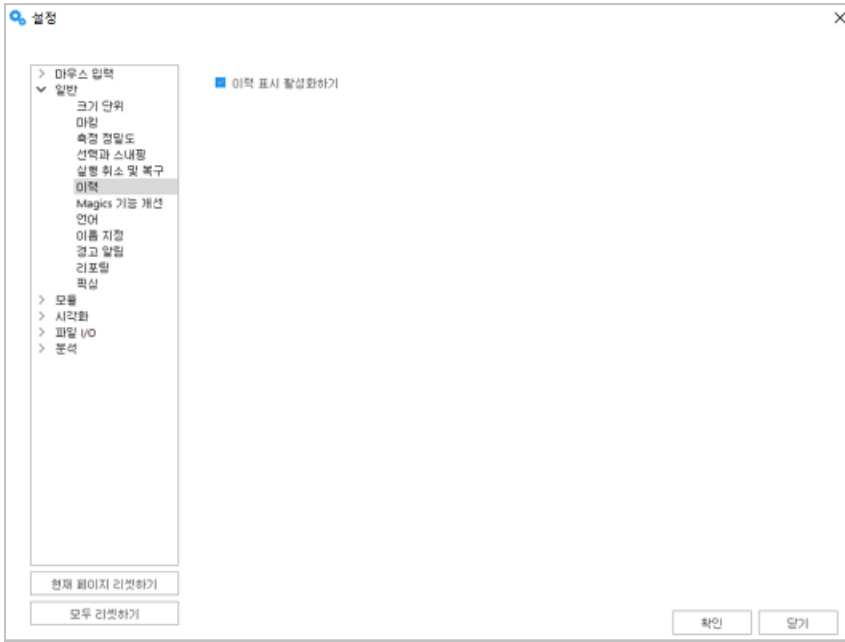 설정
마우스 입력
일반
크기 단위
마킹
측정 정밀도
선택과 스내핑
실행 취소 및 복구
이력
Magics 기능 개선
언어
이름 지정
경고 알림
리포팅
픽싱
모듈
시각화
파일 I/O
분석
이력 표시 활성화하기
현재 페이지 리셋하기
모두 리셋하기
확인
닫기